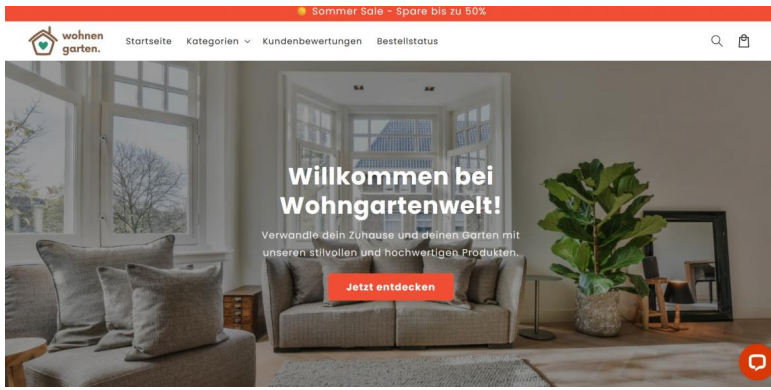 Sommer Sale - Spare bis zu 50%
wohnen
garten.
Startseite Kategorien Kundenbewertungen Bestellstatus
Willkommen bei
Wohngartenwelt!
Verwandle dein Zuhause und deinen Garten mit
unseren stilvollen und hochwertigen Produkten.
Jetzt entdecken